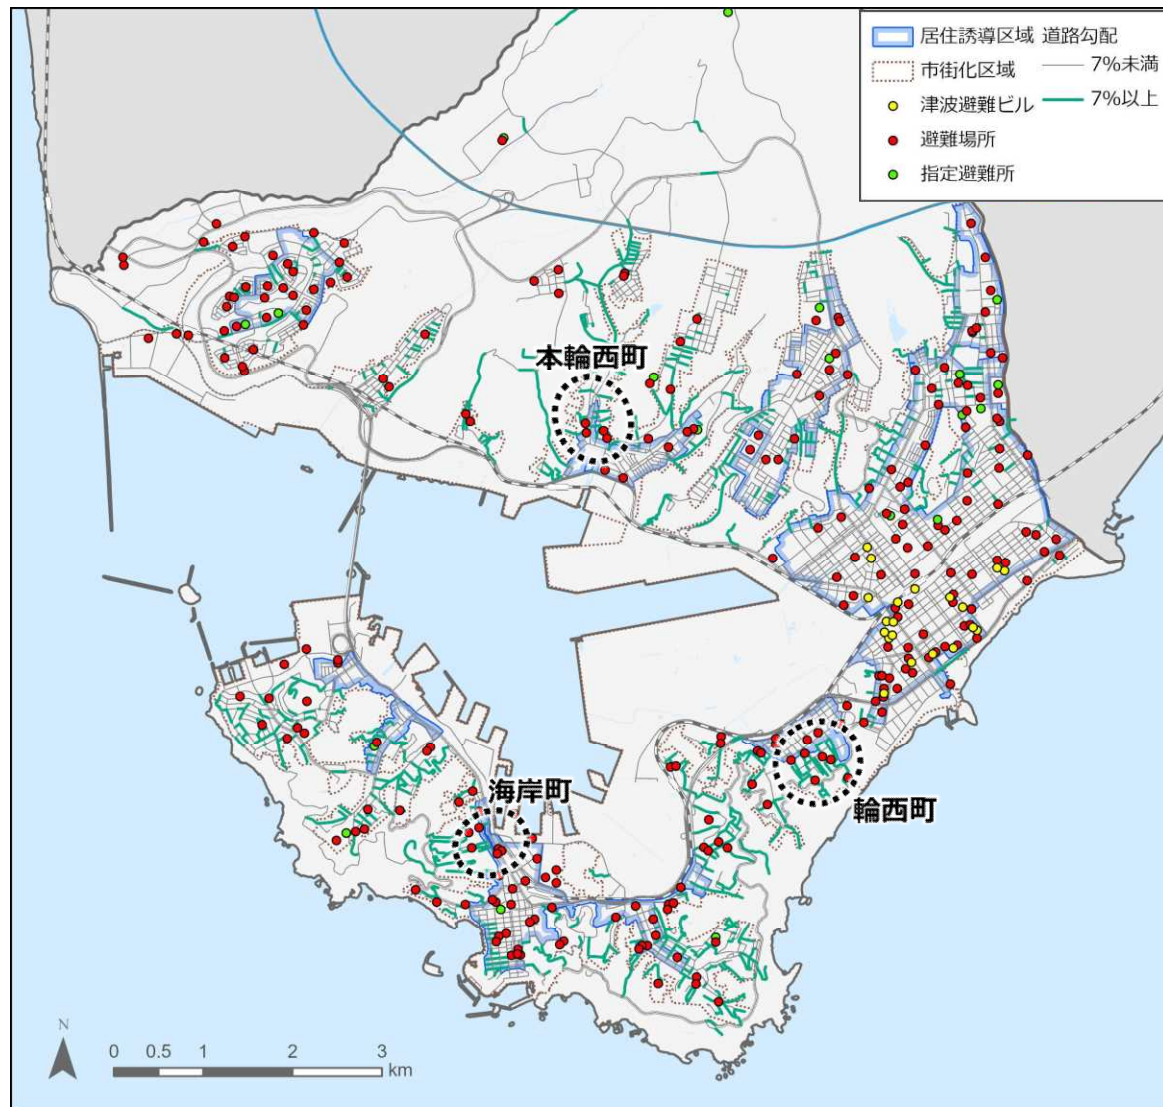 居住誘導区域 道路勾配
市街化区域 7%未満
津波避難ビル 7%以上
避難場所
指定避難所
本輪西町
海岸町
輪西町
N
0 0.5 1 2 3
km